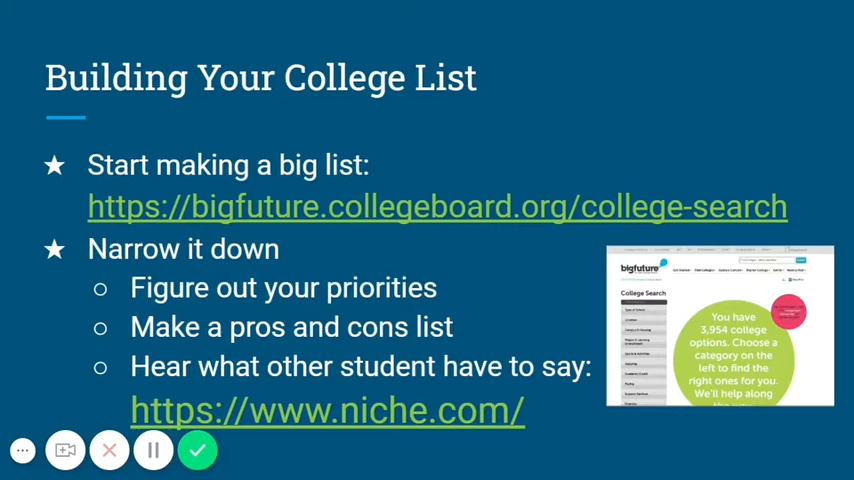 Building Your College List
★ Start making a big list:
https://bigfuture.collegeboard.org/college-search
★ Narrow it down
○ Figure out your priorities
○ Make a pros and cons list
○ Hear what other student have to say:
https://www.niche.com/
bigfuture
College Search
You have
3,954 college
options. Choose a
category on the
left to find the
right ones for you.
We'll help along